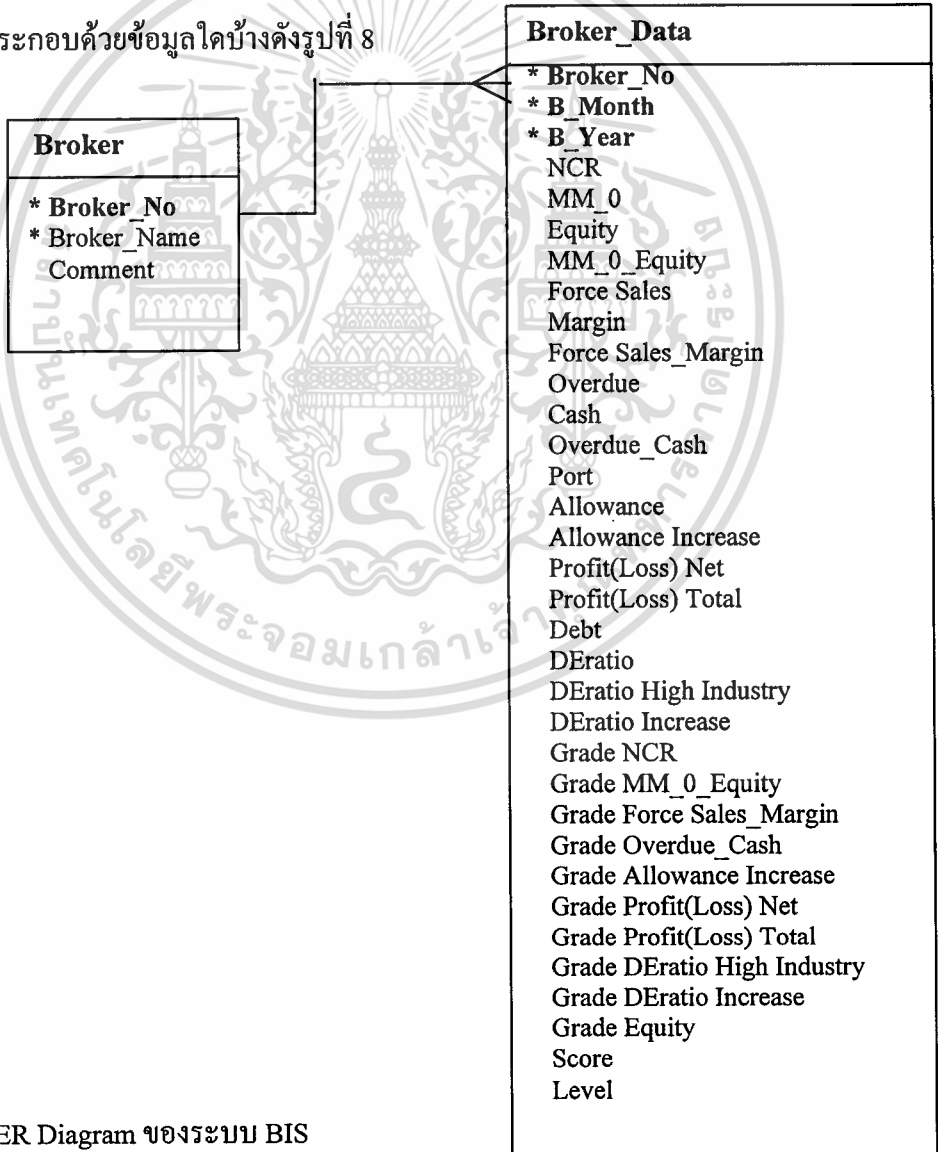 ระกอบด้วยข้อมูลใดบ้างดังรูปที่ 8
Broker
* Broker_No
* Broker_Name
Comment
Broker_Data
* Broker_No
* B_Month
* B_Year
NCR
MM_0
Equity
MM_0_Equity
Force Sales
Margin
Force Sales_Margin
Overdue
Cash
Overdue_Cash
Port
Allowance
Allowance Increase
Profit(Loss) Net
Profit(Loss) Total
Debt
DEratio
DEratio High Industry
DEratio Increase
Grade NCR
Grade MM_0_Equity
Grade Force Sales_Margin
Grade Overdue_Cash
Grade Allowance Increase
Grade Profit(Loss) Net
Grade Profit(Loss) Total
Grade DEratio High Industry
Grade DEratio Increase
Grade Equity
Score
Level
ER Diagram ของระบบ BIS